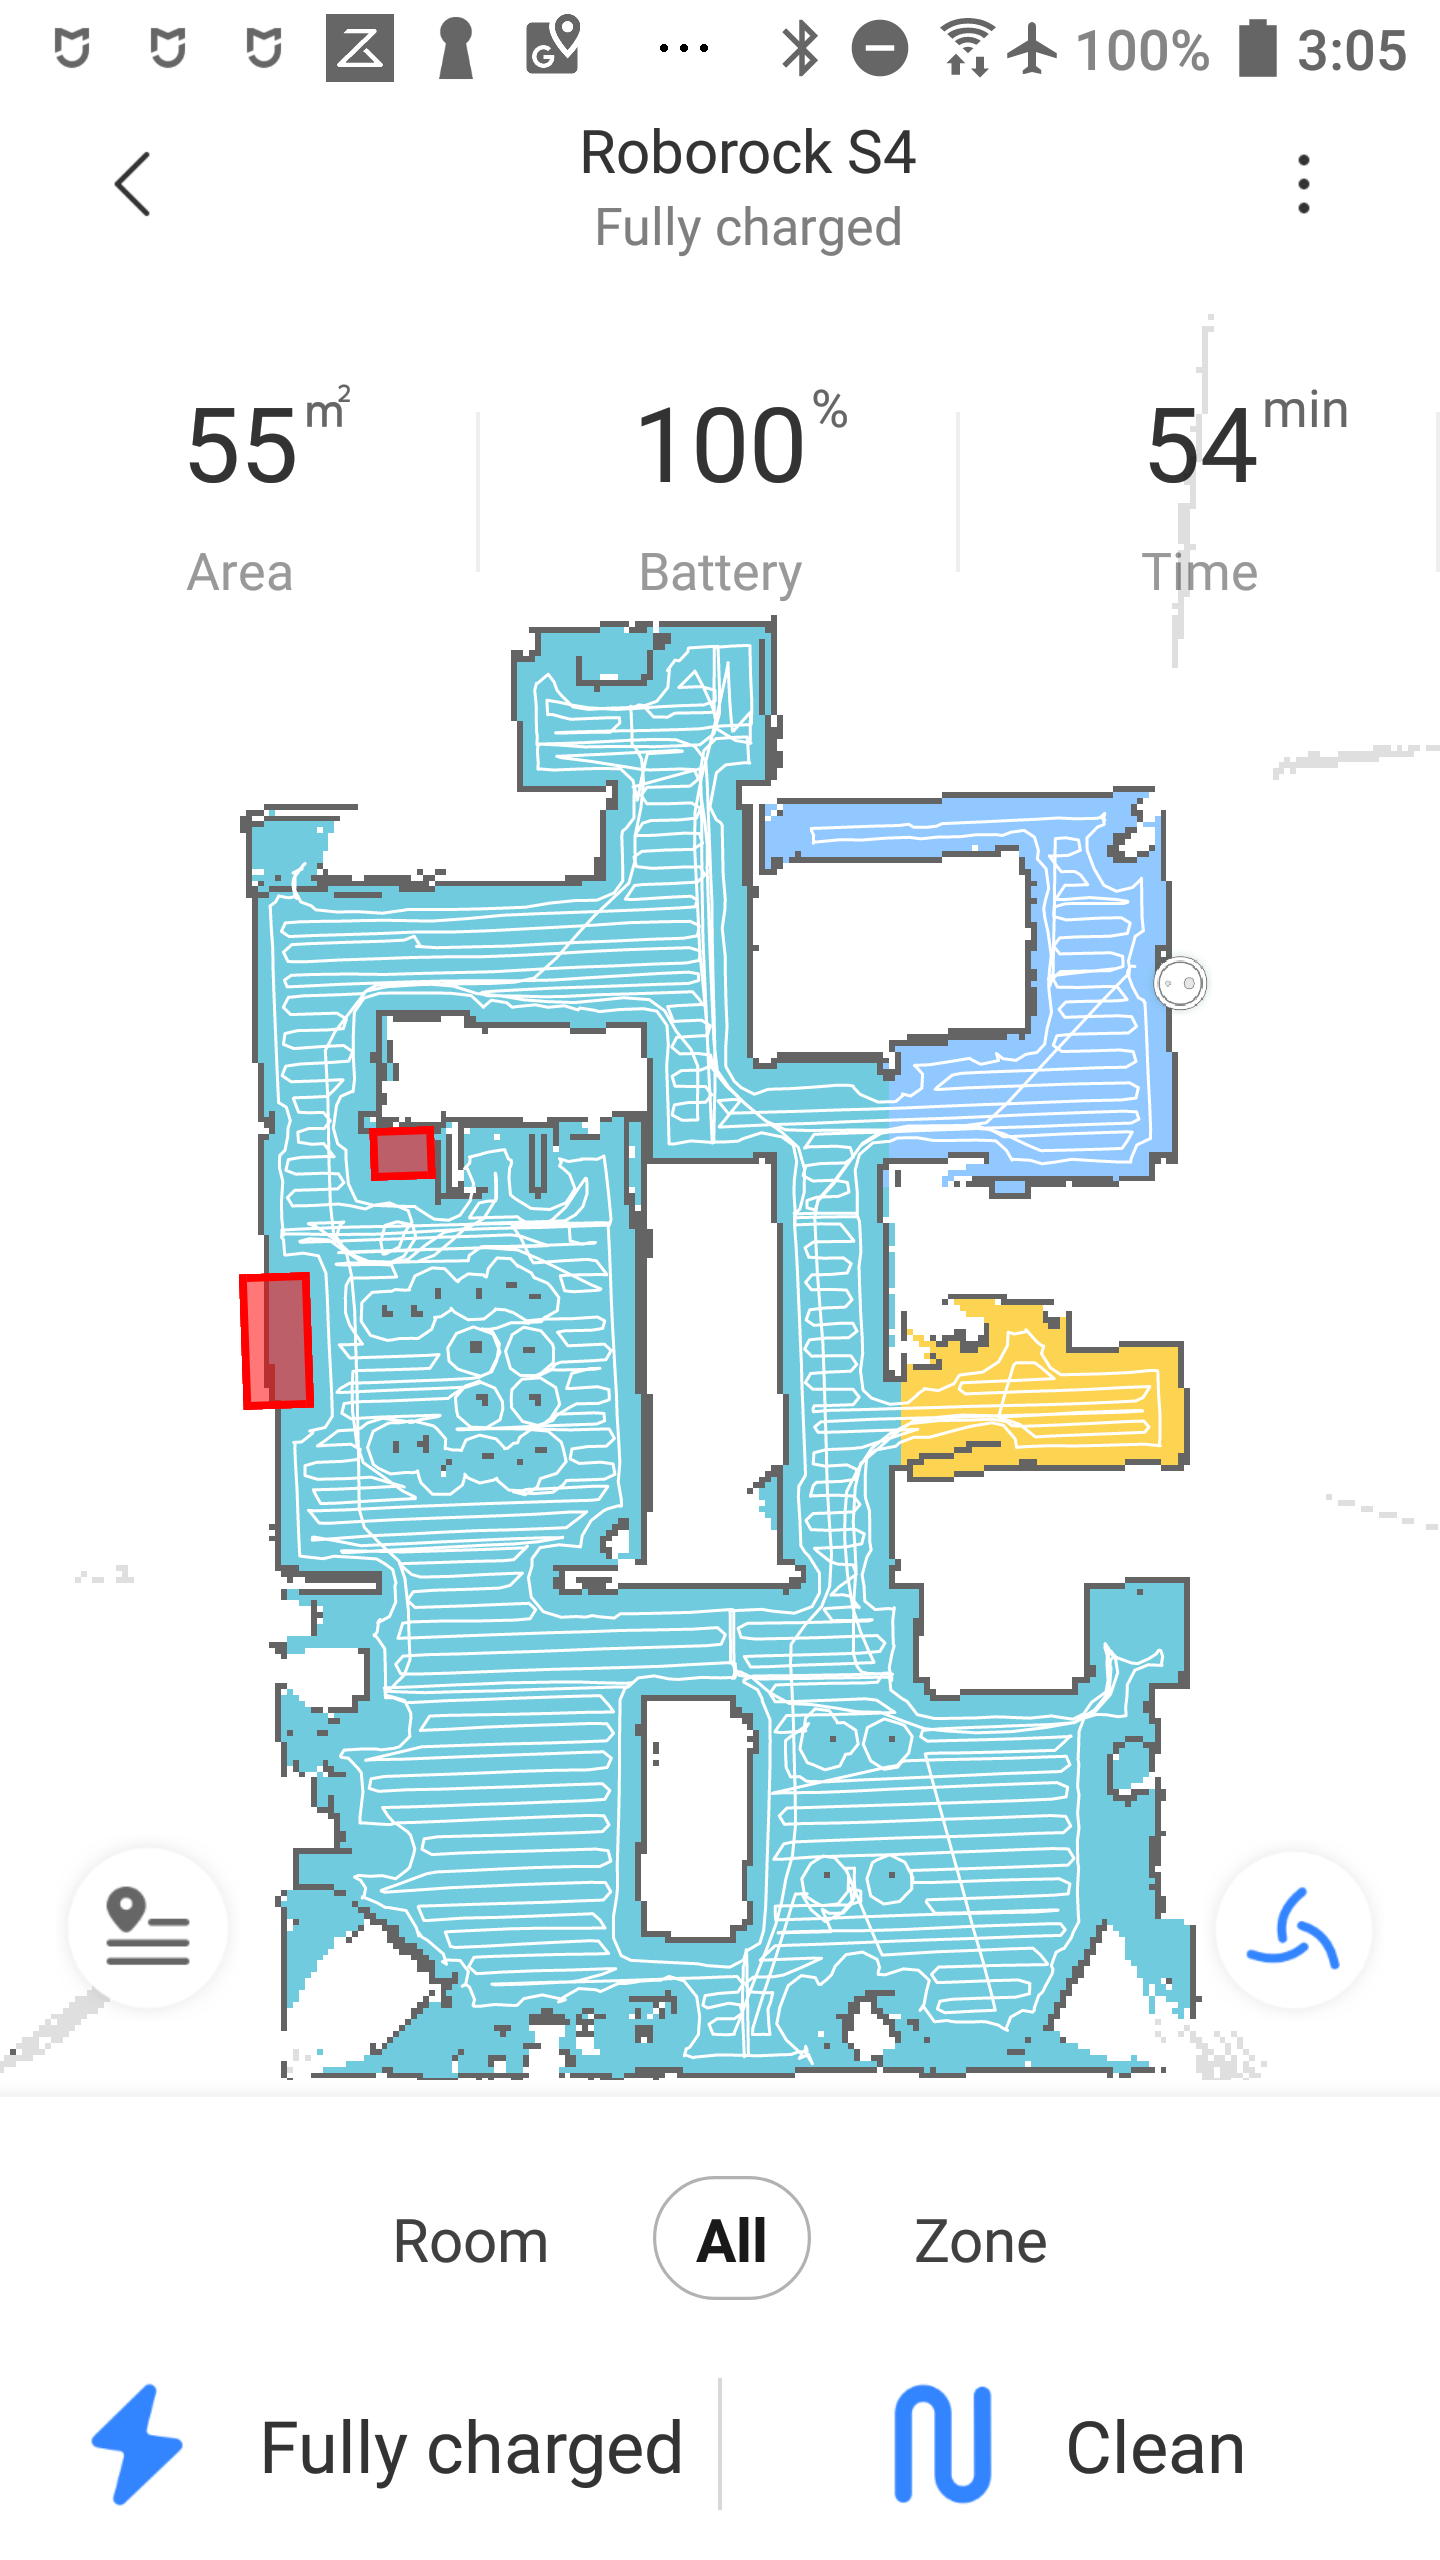 100% 3:05
Roborock S4
Fully charged
55 m²
100 %
54 min
Area
Battery
Time
Room
All
Zone
Fully charged
Clean